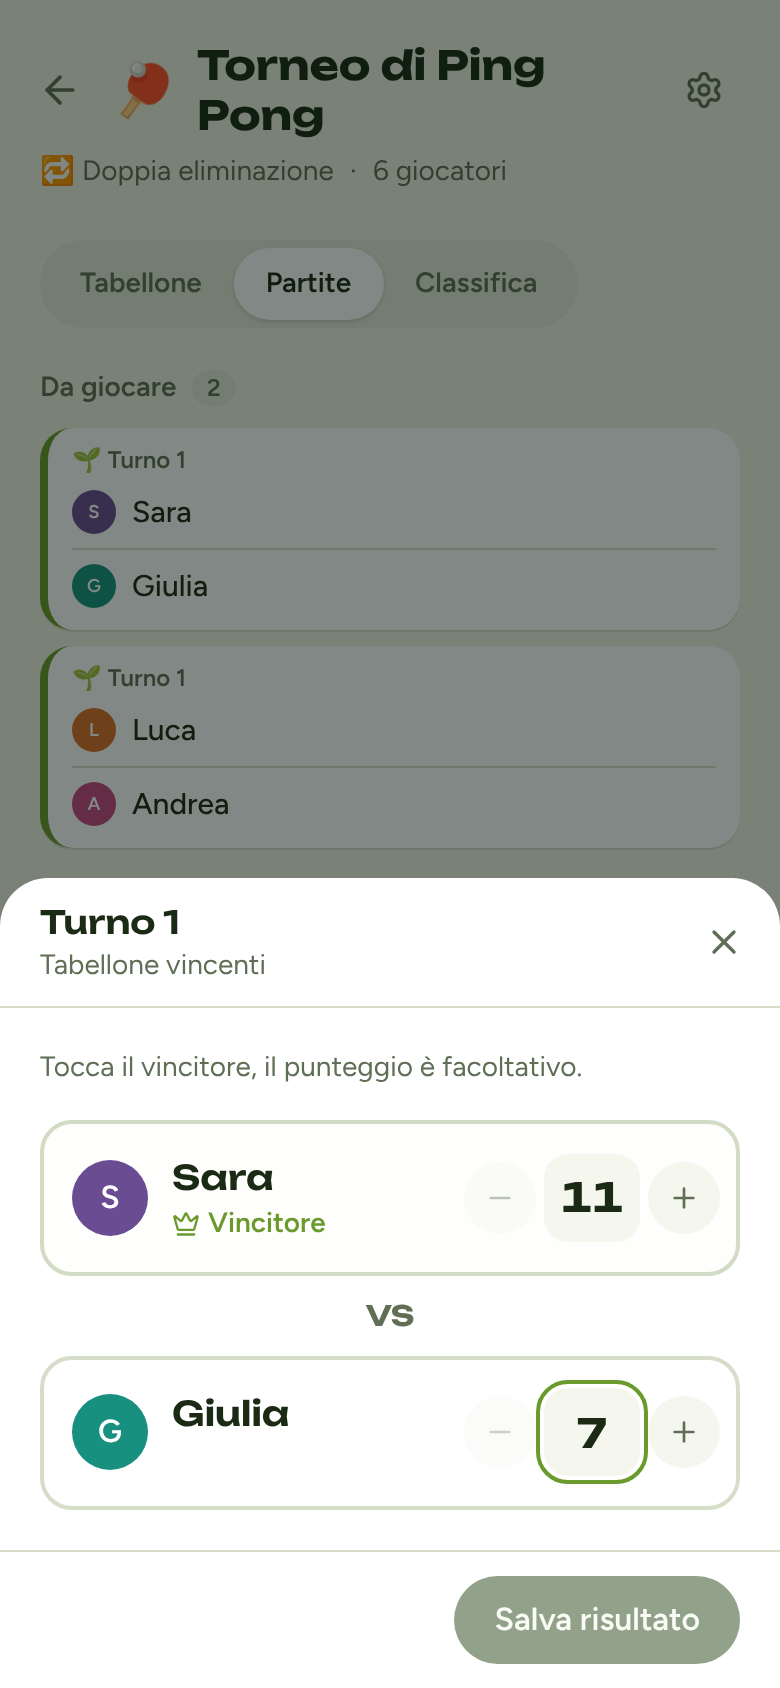 Torneo di Ping
Pong
Doppia eliminazione · 6 giocatori
Tabellone Partite Classifica
Da giocare 2
Turno 1
S Sara
G Giulia
Turno 1
L Luca
A Andrea
Turno 1
Tabellone vincenti
Tocca il vincitore, il punteggio è facoltativo.
S Sara
Vincitore
− 11 +
VS
G Giulia
− 7 +
Salva risultato